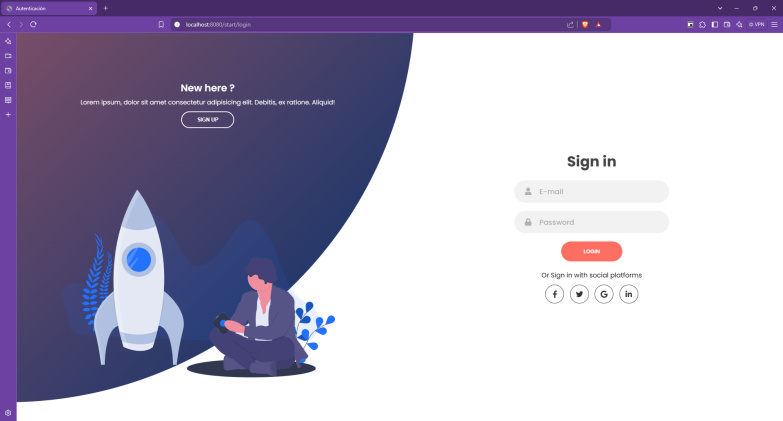 Autenticación
localhost:8080/start/login
VPN
New here ?
Lorem ipsum, dolor sit amet consectetur adipisicing elit. Debitis, ex ratione. Aliquid!
SIGN UP
Sign in
E-mail
Password
LOGIN
Or Sign in with social platforms